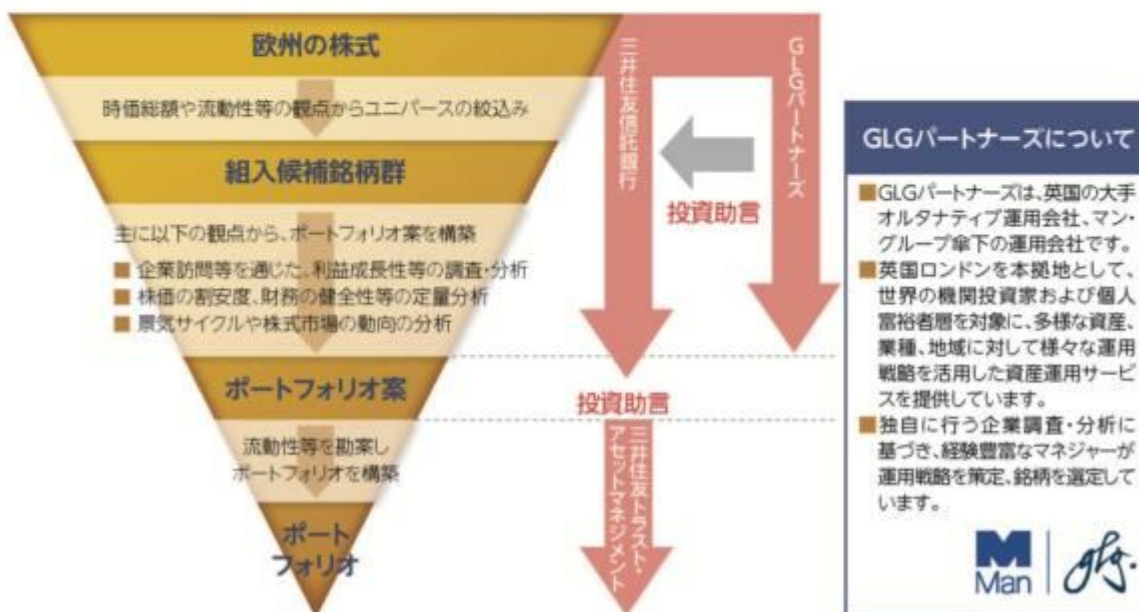 欧州の株式
時価総額や流動性等の観点からユニバースの絞込み
組入候補銘柄群
主に以下の観点から、ポートフォリオ案を構築
■ 企業訪問等を通じた、利益成長性等の調査・分析
■ 株価の割安度、財務の健全性等の定量分析
■ 景気サイクルや株式市場の動向の分析
ポートフォリオ案
流動性等を勘案し
ポートフォリオを構築
ポート
フォリオ
三井住友信託銀行
GLGパートナーズ
投資助言
投資助言
三井住友トラスト・
アセットマネジメント
GLGパートナーズについて
■GLGパートナーズは、英国の大手
オルタナティブ運用会社、マン・
グループ傘下の運用会社です。
■英国ロンドンを本拠地として、
世界の機関投資家および個人
富裕者層を対象に、多様な資産、
業種、地域に対して様々な運用
戦略を活用した資産運用サービ
スを提供しています。
■独自に行う企業調査・分析に
基づき、経験豊富なマネジャーが
運用戦略を策定、銘柄を選定して
います。
Man
glg.